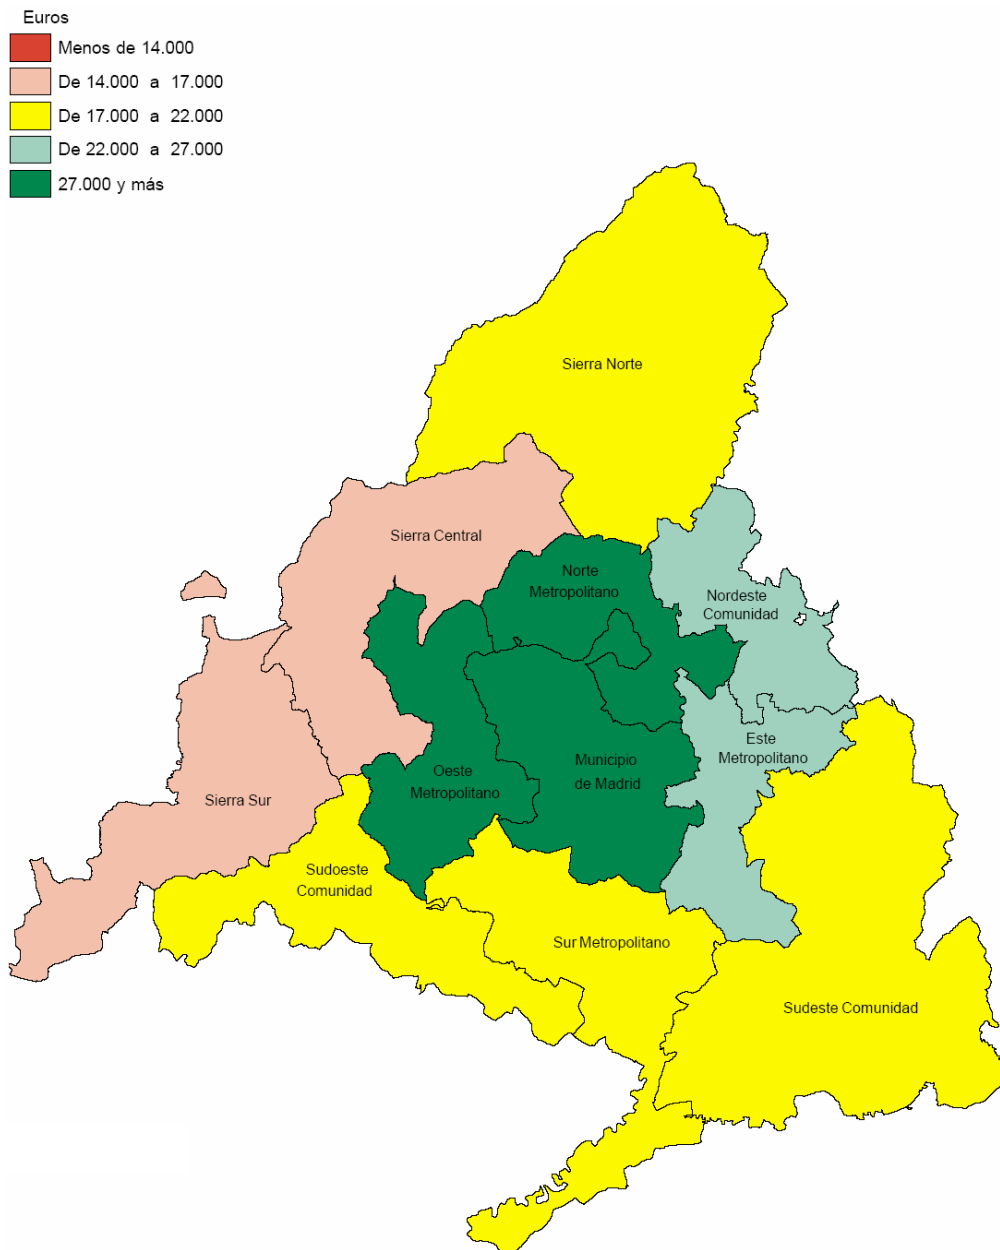 Euros
Menos de 14.000
De 14.000 a 17.000
De 17.000 a 22.000
De 22.000 a 27.000
27.000 y más
Sierra Norte
Sierra Central
Norte
Metropolitano
Nordeste
Comunidad
Este
Metropolitano
Municipio
de Madrid
Oeste
Metropolitano
Sierra Sur
Sudoeste
Comunidad
Sur Metropolitano
Sudeste Comunidad